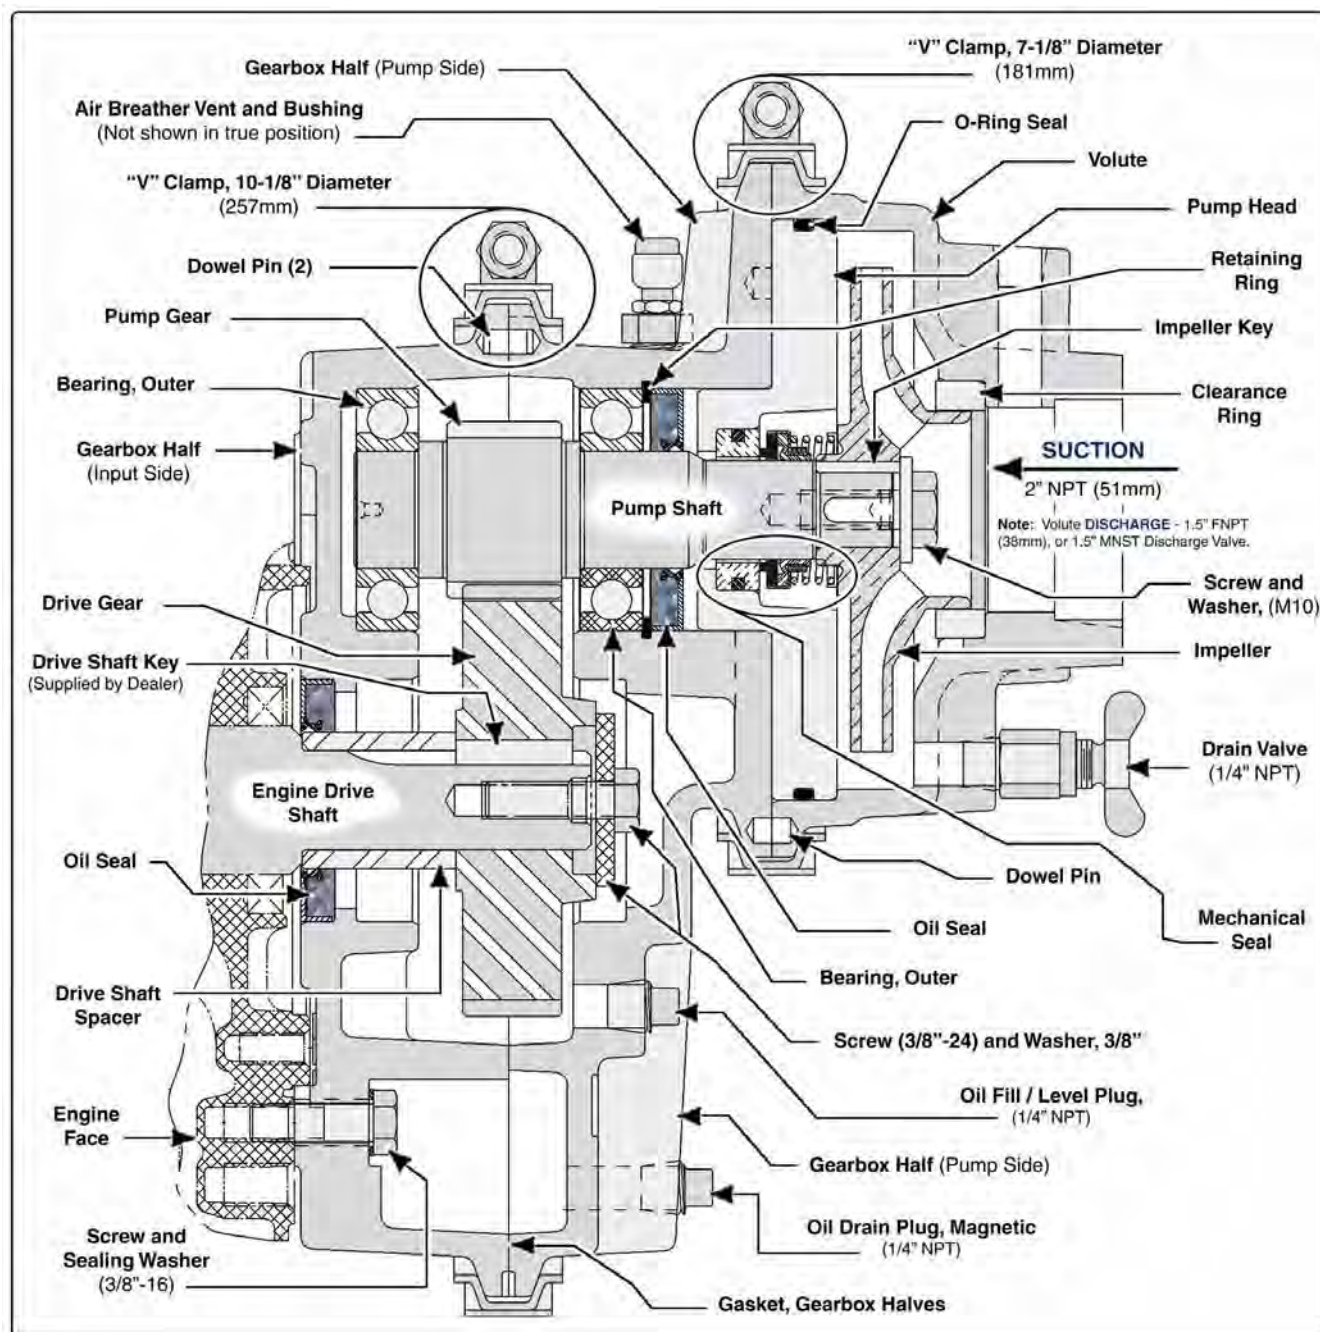 "V" Clamp, 7-1/8" Diameter
(181mm)
Gearbox Half (Pump Side)
Air Breather Vent and Bushing
(Not shown in true position)
O-Ring Seal
Volute
"V" Clamp, 10-1/8" Diameter
(257mm)
Pump Head
Dowel Pin (2)
Retaining
Ring
Pump Gear
Impeller Key
Bearing, Outer
Clearance
Ring
Gearbox Half
(Input Side)
SUCTION
2" NPT (51mm)
Pump Shaft
Note: Volute DISCHARGE - 1.5" FNPT
(38mm), or 1.5" MNST Discharge Valve.
Screw and
Washer, (M10)
Drive Gear
Impeller
Drive Shaft Key
(Supplied by Dealer)
Drain Valve
(1/4" NPT)
Engine Drive
Shaft
Oil Seal
Dowel Pin
Oil Seal
Mechanical
Seal
Bearing, Outer
Drive Shaft
Spacer
Screw (3/8"-24) and Washer, 3/8"
Oil Fill / Level Plug,
(1/4" NPT)
Engine
Face
Gearbox Half (Pump Side)
Oil Drain Plug, Magnetic
(1/4" NPT)
Screw and
Sealing Washer
(3/8"-16)
Gasket, Gearbox Halves